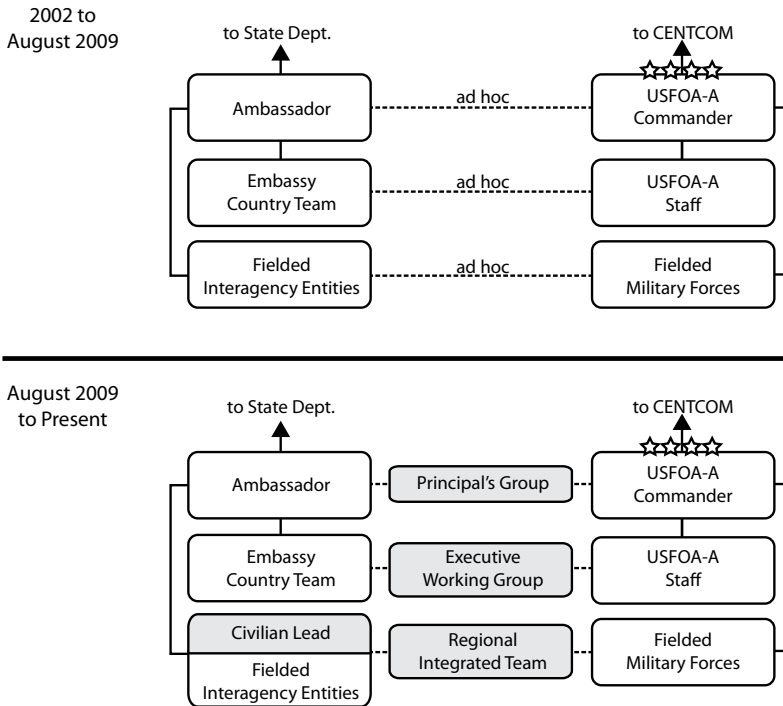 2002 to
August 2009
to State Dept.
to CENTCOM
Ambassador
ad hoc
USFOA-A
Commander
Embassy
Country Team
ad hoc
USFOA-A
Staff
Fielded
Interagency Entities
ad hoc
Fielded
Military Forces
August 2009
to Present
to State Dept.
to CENTCOM
Ambassador
Principal's Group
USFOA-A
Commander
Embassy
Country Team
Executive
Working Group
USFOA-A
Staff
Civilian Lead
Fielded
Interagency Entities
Regional
Integrated Team
Fielded
Military Forces